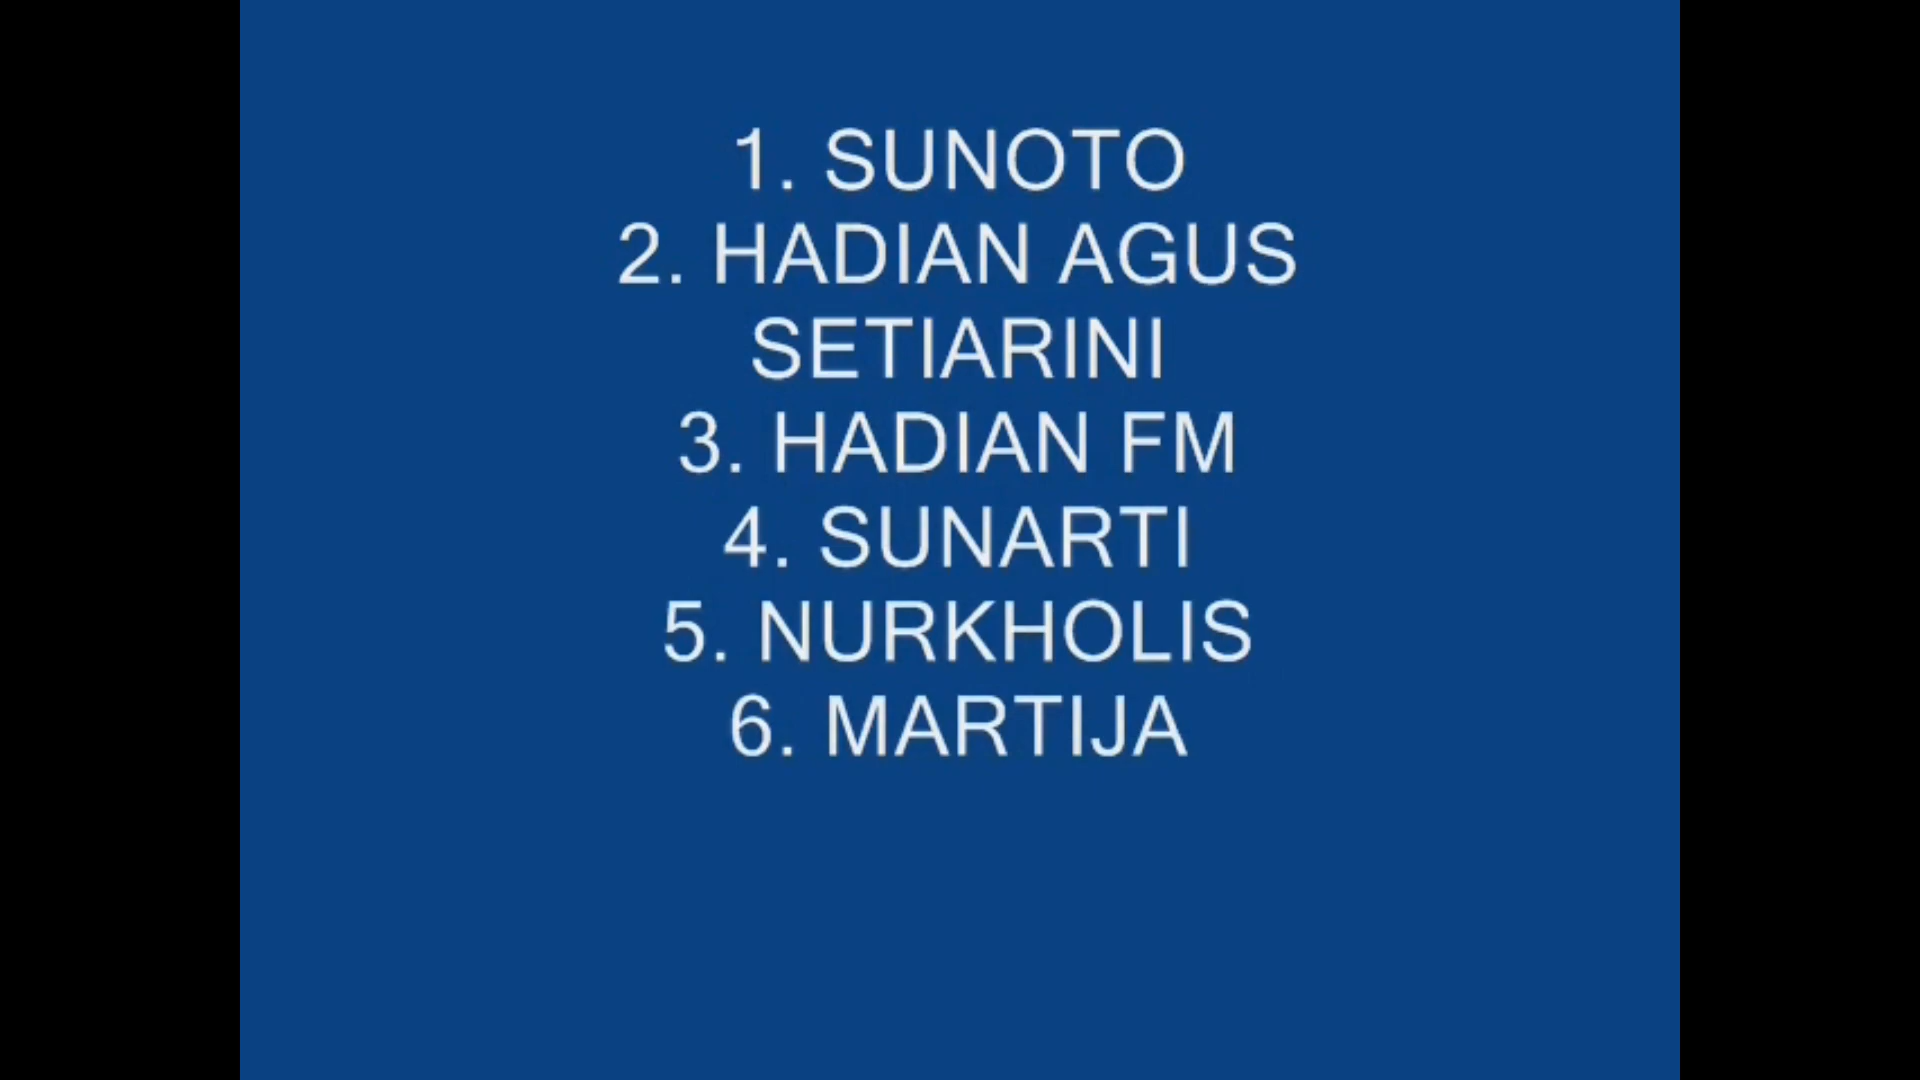 1. SUNOTO
2. HADIAN AGUS
SETIARINI
3. HADIAN FM
4. SUNARTI
5. NURKHOLIS
6. MARTIJA